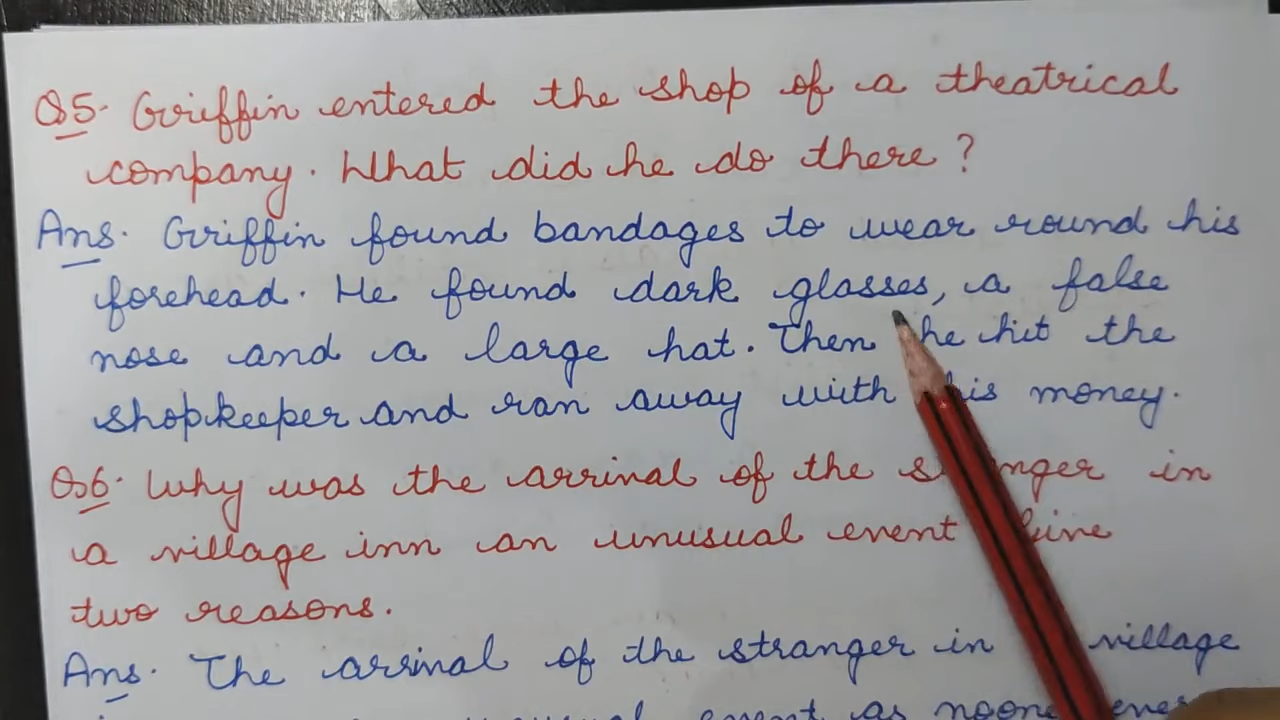 Q5. Griffin entered the shop of a theatrical
company. What did he do there?
Ans. Griffin found bandages to wear round his
forehead. He found dark glasses, a false
nose and a large hat. Then he hit the
shopkeeper and ran away with his money.
Q6. Why was the arrival of the in
a village inn an unusual event
two reasons.
Ans. The arrival of the stranger in village
event as